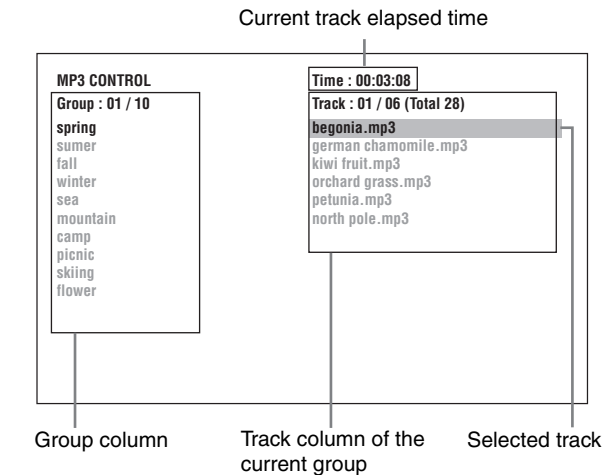 Current track elapsed time
MP3 CONTROL
Group : 01 / 10
spring
sumer
fall
winter
sea
mountain
camp
picnic
skiing
flower
Time : 00:03:08
Track : 01 / 06 (Total 28)
begonia.mp3
german chamomile.mp3
kiwi fruit.mp3
orchard grass.mp3
petunia.mp3
north pole.mp3
Group column
Track column of the
current group
Selected track